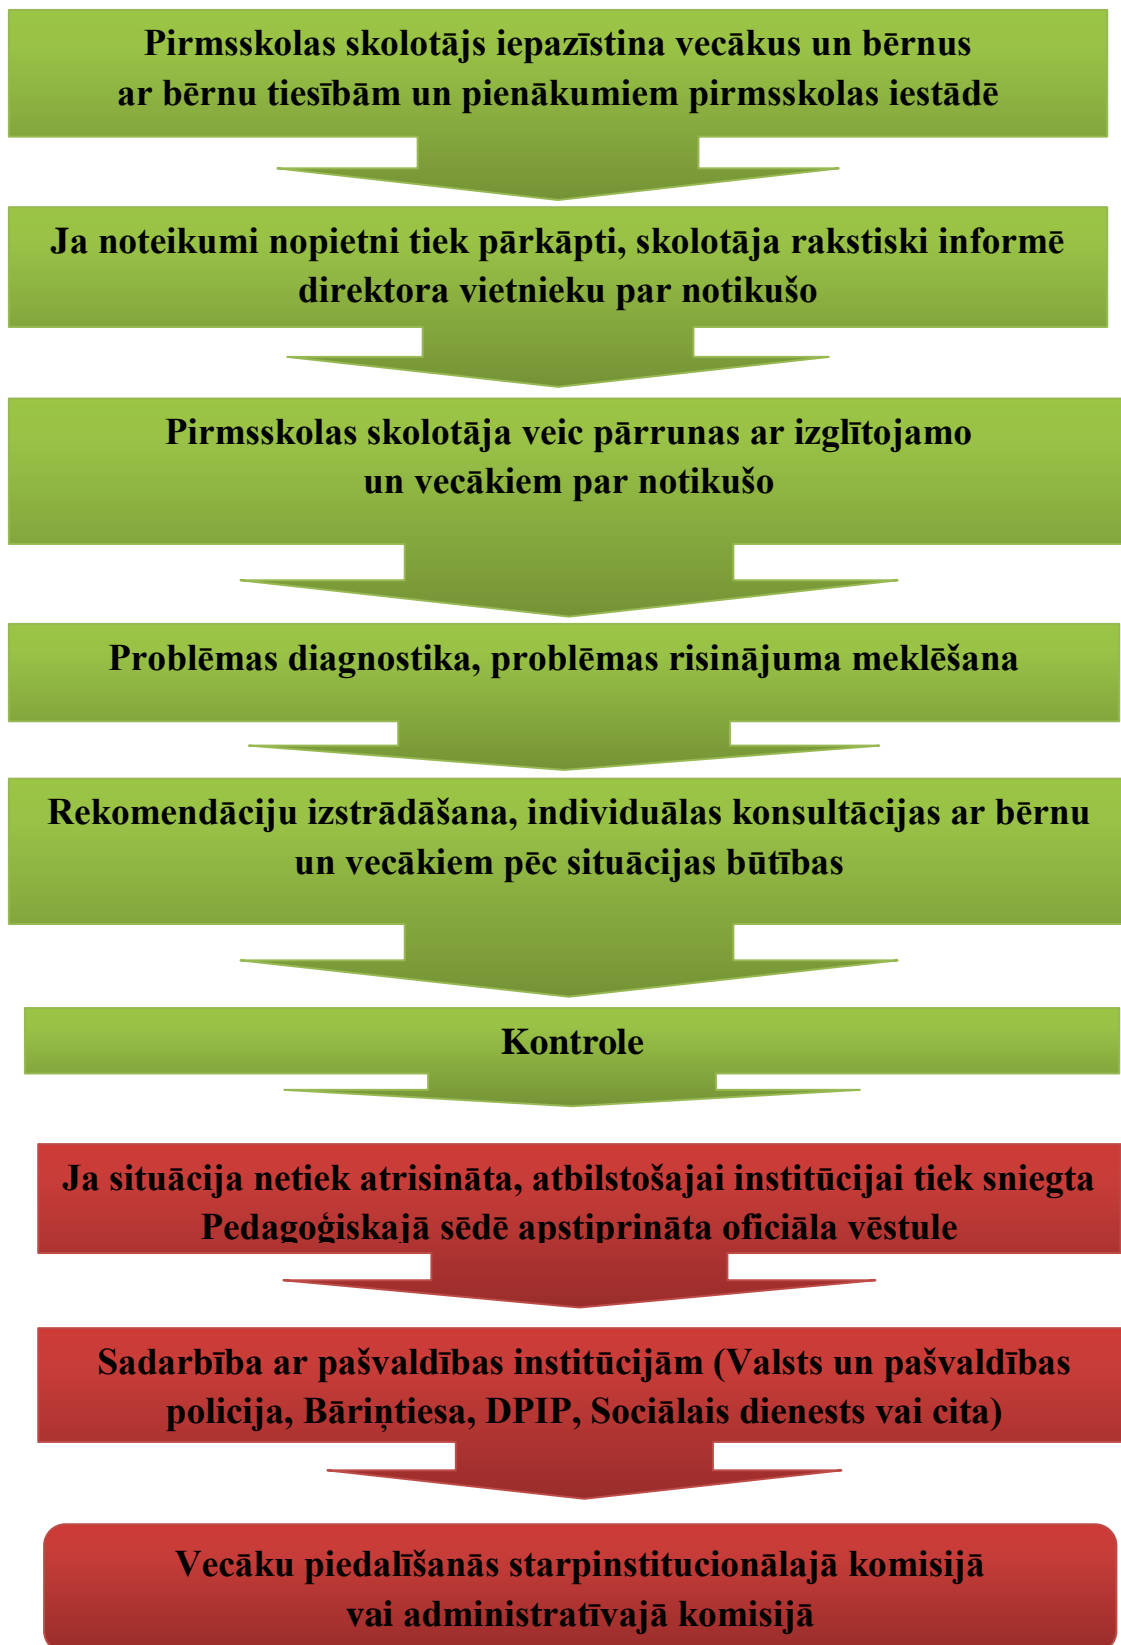 Pirmsskolas skolotājs iepazīstina vecākus un bērnus
ar bērnu tiesībām un pienākumiem pirmsskolas iestādē
Ja noteikumi nopietni tiek pārkāpti, skolotāja rakstiski informē
direktora vietnieku par notikušo
Pirmsskolas skolotāja veic pārrunas ar izglītojamo
un vecākiem par notikušo
Problēmas diagnostika, problēmas risinājuma meklēšana
Rekomendāciju izstrādāšana, individuālas konsultācijas ar bērnu
un vecākiem pēc situācijas būtības
Kontrole
Ja situācija netiek atrisināta, atbilstošajai institūcijai tiek sniegta
Pedagoģiskajā sēdē apstiprināta oficiāla vēstule
Sadarbība ar pašvaldības institūcijām (Valsts un pašvaldības
policija, Bāriņtiesa, DPIP, Sociālais dienests vai cita)
Vecāku piedalīšanās starpinstitucionālajā komisijā
vai administratīvajā komisijā